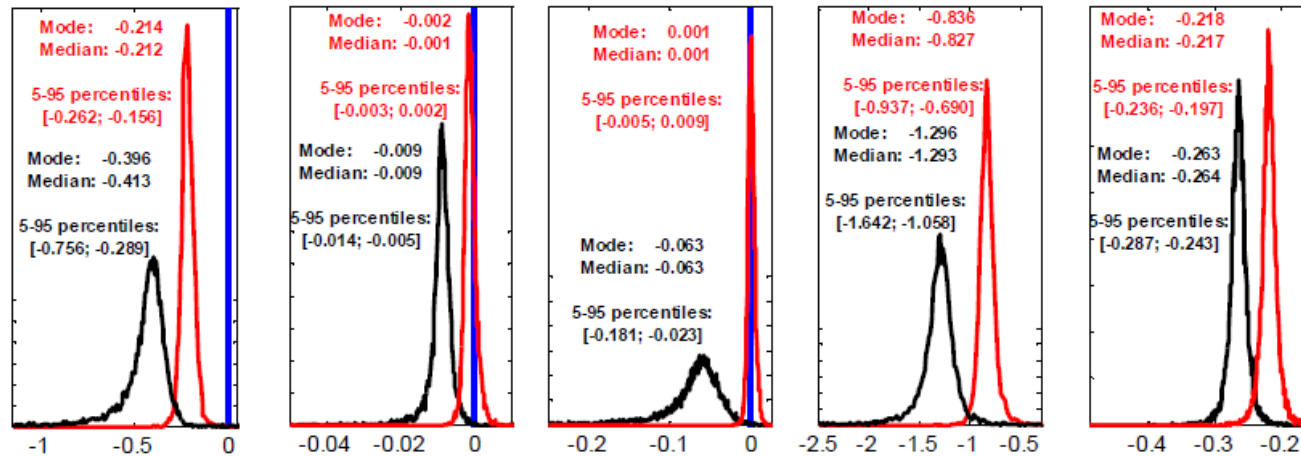 Mode: -0.214
Median: -0.212
5-95 percentiles:
[-0.262; -0.156]
Mode: -0.396
Median: -0.413
5-95 percentiles:
[-0.756; -0.289]
-1 -0.5 0
Mode: -0.002
Median: -0.001
5-95 percentiles:
[-0.003; 0.002]
Mode: -0.009
Median: -0.009
5-95 percentiles:
[-0.014; -0.005]
-0.04 -0.02 0
Mode: 0.001
Median: 0.001
5-95 percentiles:
[-0.005; 0.009]
Mode: -0.063
Median: -0.063
5-95 percentiles:
[-0.181; -0.023]
-0.2 -0.1 0
Mode: -0.836
Median: -0.827
5-95 percentiles:
[-0.937; -0.690]
Mode: -1.296
Median: -1.293
5-95 percentiles:
[-1.642; -1.058]
-2.5 -2 -1.5 -1 -0.5
Mode: -0.218
Median: -0.217
5-95 percentiles:
[-0.236; -0.197]
Mode: -0.263
Median: -0.264
5-95 percentiles:
[-0.287; -0.243]
-0.4 -0.3 -0.2